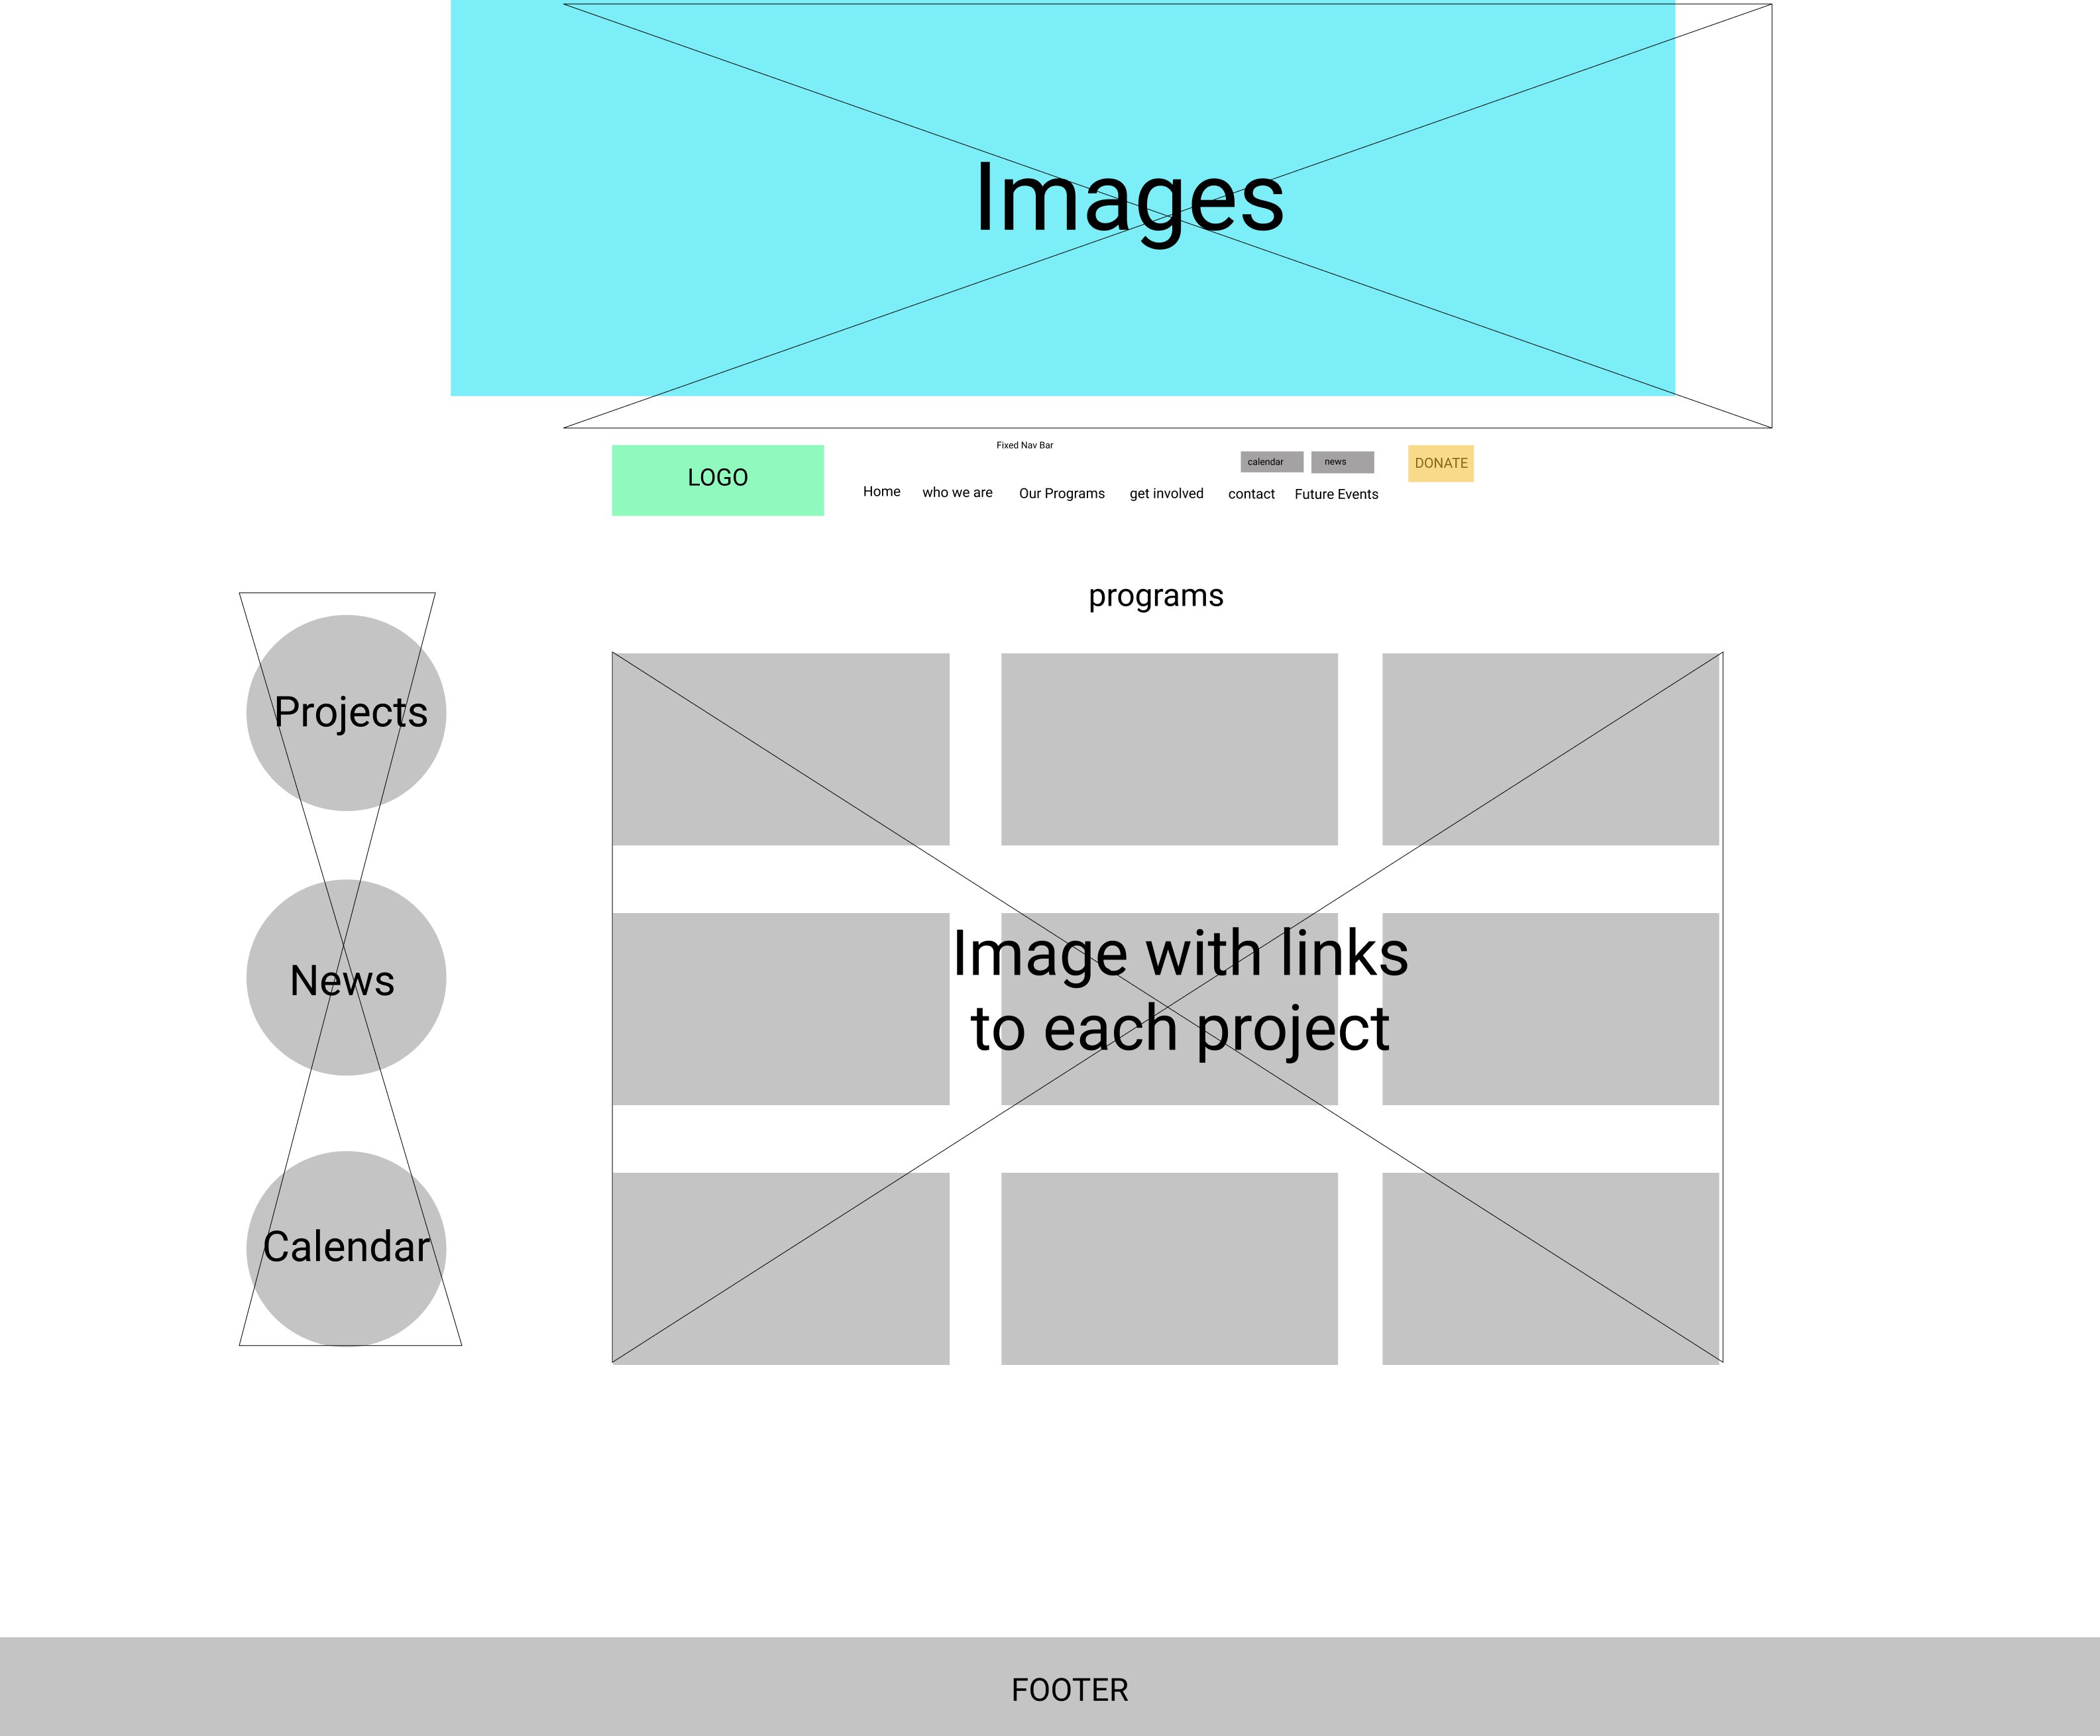 Images
Fixed Nav Bar
LOGO
calendar
news
DONATE
Home
who we are
Our Programs
get involved
contact
Future Events
programs
Projects
News
Calendar
Image with links
to each project
FOOTER